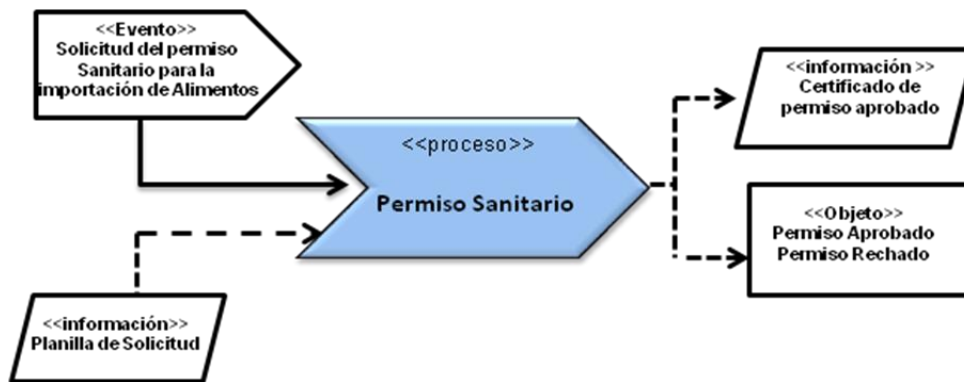 <<Evento>>
Solicitud del permiso
Sanitario para la
importación de Alimentos
<<proceso>>
Permiso Sanitario
<<información>>
Planilla de Solicitud
<<información >>
Certificado de
permiso aprobado
<<Objeto>>
Permiso Aprobado
Permiso Rechado